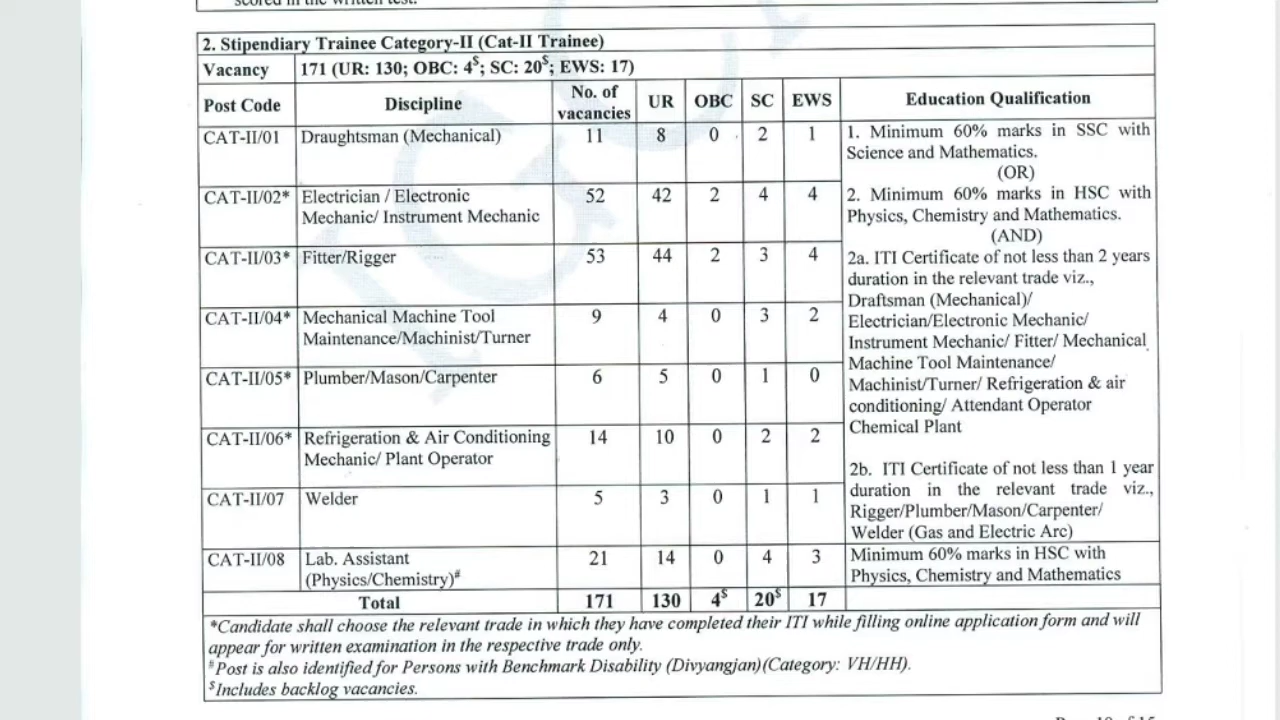 scored in the written test.
2. Stipendiary Trainee Category-II (Cat-II Trainee)
Vacancy 171 (UR: 130; OBC: 4$; SC: 20$; EWS: 17)
Post Code Discipline No. of vacancies UR OBC SC EWS Education Qualification
CAT-II/01 Draughtsman (Mechanical) 11 8 0 2 1
CAT-II/02* Electrician / Electronic
Mechanic/ Instrument Mechanic 52 42 2 4 4
CAT-II/03* Fitter/Rigger 53 44 2 3 4
CAT-II/04* Mechanical Machine Tool
Maintenance/Machinist/Turner 9 4 0 3 2
CAT-II/05* Plumber/Mason/Carpenter 6 5 0 1 0
CAT-II/06* Refrigeration & Air Conditioning
Mechanic/ Plant Operator 14 10 0 2 2
CAT-II/07 Welder 5 3 0 1 1
1. Minimum 60% marks in SSC with
Science and Mathematics.
(OR)
2. Minimum 60% marks in HSC with
Physics, Chemistry and Mathematics.
(AND)
2a. ITI Certificate of not less than 2 years
duration in the relevant trade viz.,
Draftsman (Mechanical)/
Electrician/Electronic Mechanic/
Instrument Mechanic/ Fitter/ Mechanical
Machine Tool Maintenance/
Machinist/Turner/ Refrigeration & air
conditioning/ Attendant Operator
Chemical Plant
2b. ITI Certificate of not less than 1 year
duration in the relevant trade viz.,
Rigger/Plumber/Mason/Carpenter/
Welder (Gas and Electric Arc)
CAT-II/08 Lab. Assistant
(Physics/Chemistry)# 21 14 0 4 3
Minimum 60% marks in HSC with
Physics, Chemistry and Mathematics
Total 171 130 4$ 20$ 17
*Candidate shall choose the relevant trade in which they have completed their ITI while filling online application form and will
appear for written examination in the respective trade only.
#Post is also identified for Persons with Benchmark Disability (Divyangjan)(Category: VH/HH).
$Includes backlog vacancies.